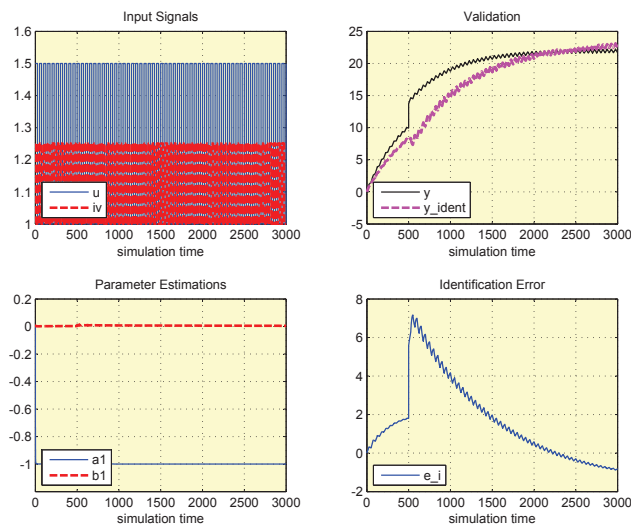 Input Signals
1.6
1.5
1.4
1.3
1.2
1.1
1
u
iv
0 500 1000 1500 2000 2500 3000
simulation time
Validation
25
20
15
10
5
0
-5
y
y_ident
0 500 1000 1500 2000 2500 3000
simulation time
Parameter Estimations
0.2
0
-0.2
-0.4
-0.6
-0.8
-1
a1
b1
0 500 1000 1500 2000 2500 3000
simulation time
Identification Error
8
6
4
2
0
-2
e_i
0 500 1000 1500 2000 2500 3000
simulation time